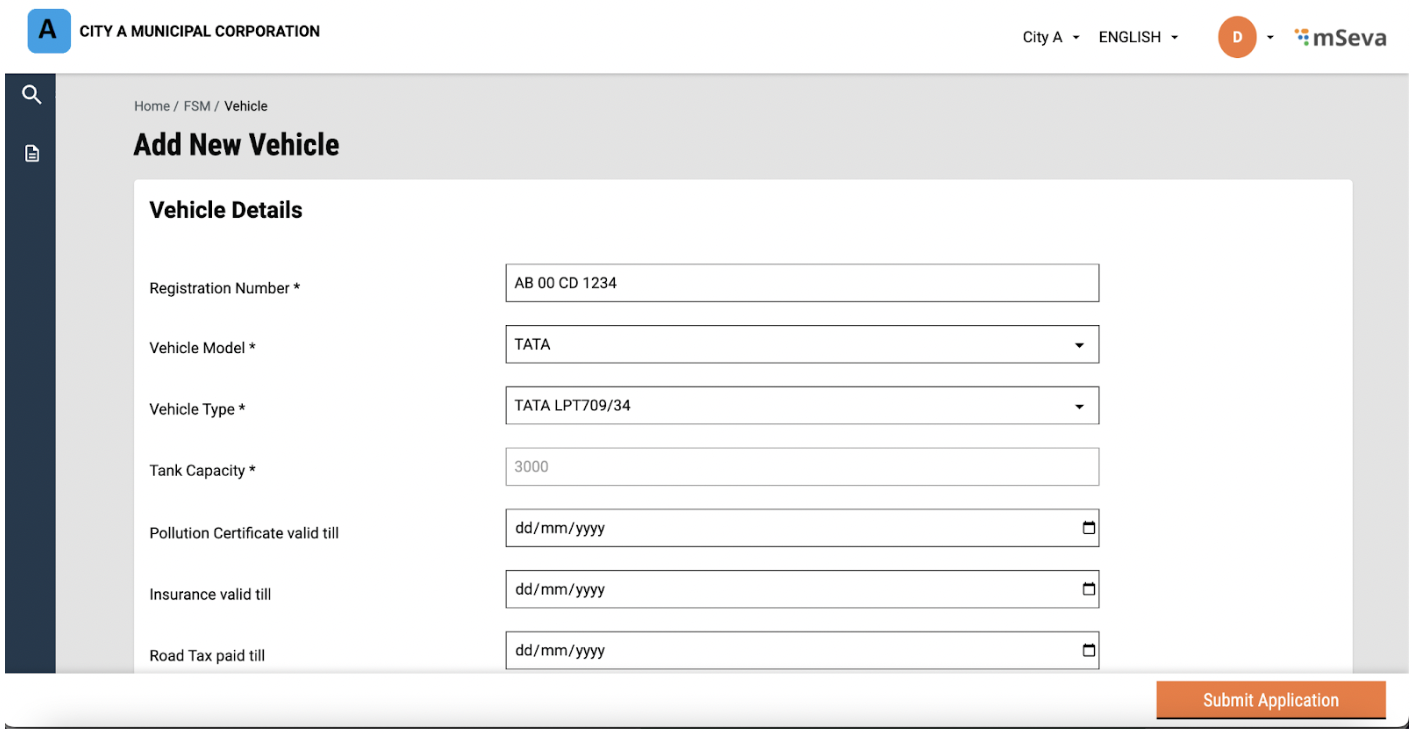 A CITY A MUNICIPAL CORPORATION
City A ENGLISH D mSeva
Home / FSM / Vehicle
Add New Vehicle
Vehicle Details
Registration Number * AB 00 CD 1234
Vehicle Model * TATA
Vehicle Type * TATA LPT709/34
Tank Capacity * 3000
Pollution Certificate valid till dd/mm/yyyy
Insurance valid till dd/mm/yyyy
Road Tax paid till dd/mm/yyyy
Submit Application